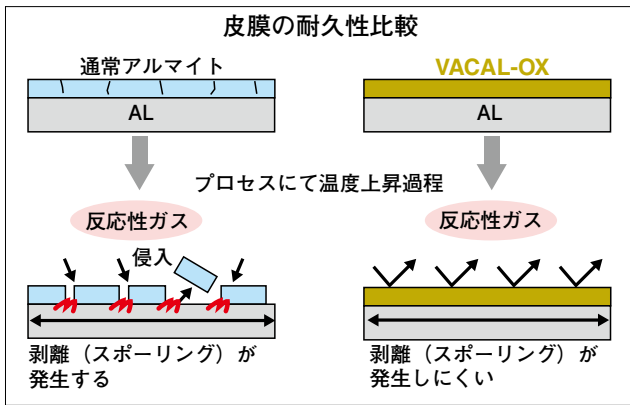 皮膜の耐久性比較
通常アルマイト
VACAL-OX
AL
AL
プロセスにて温度上昇過程
反応性ガス
反応性ガス
侵入
剥離（スポーリング）が
発生する
剥離（スポーリング）が
発生しにくい